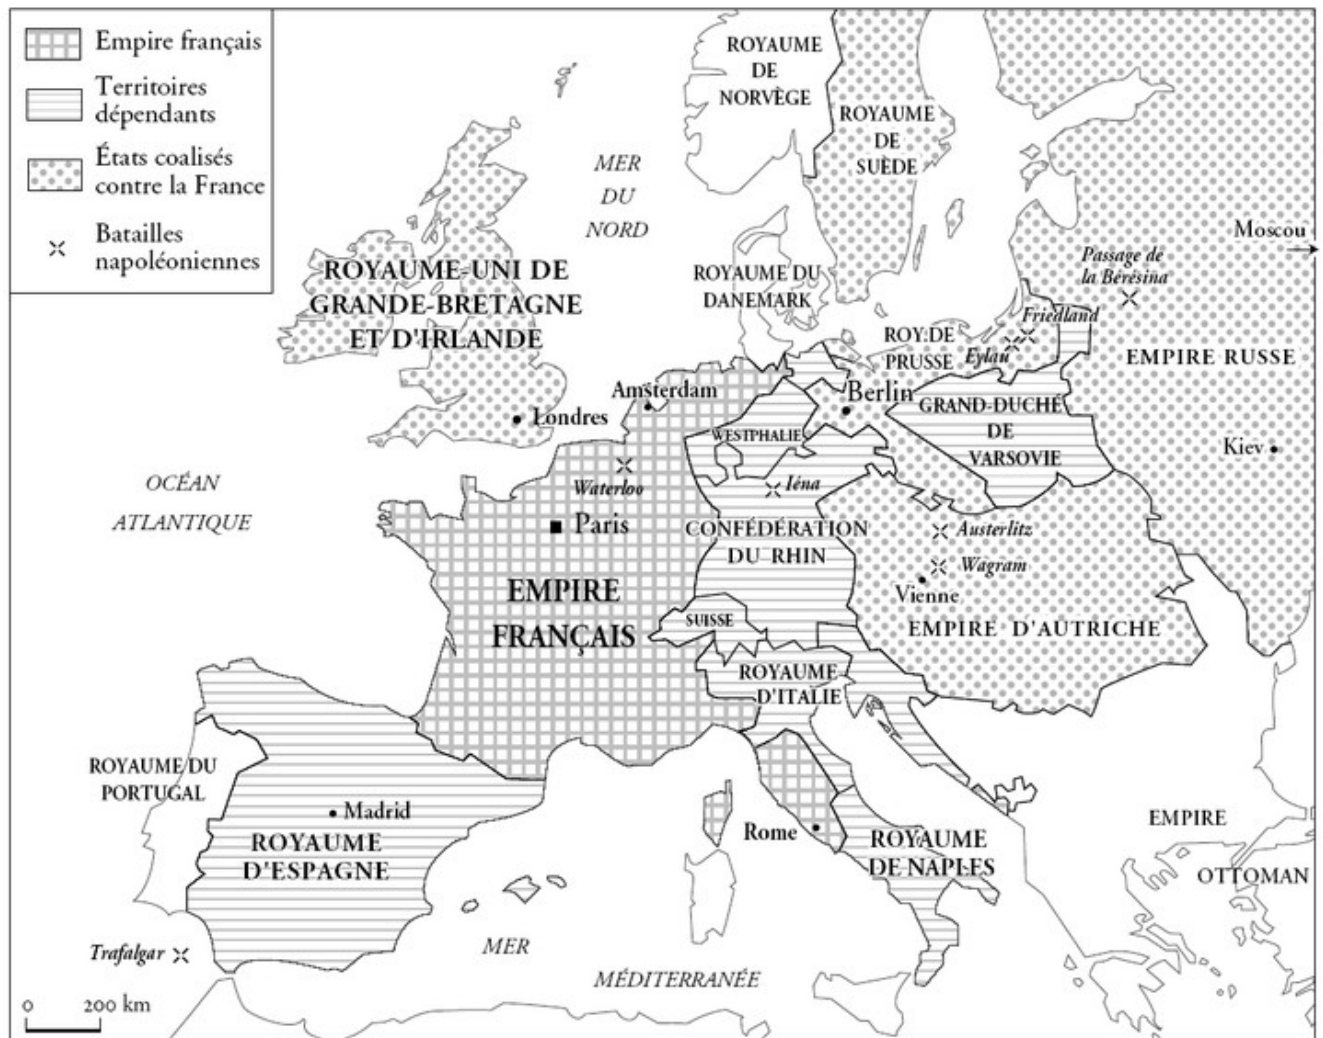 Empire français
Territoires
dépendants
États coalisés
contre la France
Batailles
napoléoniennes
ROYAUME
DE
NORVÈGE
ROYAUME
DE
SUÈDE
MER
DU
NORD
Moscou
Passage de
la Bérésina
ROYAUME-UNI DE
GRANDE-BRETAGNE
ET D'IRLANDE
ROYAUME DU
DANEMARK
Friedland
ROY. DE
PRUSSE
Eylau
EMPIRE RUSSE
Amsterdam
Berlin
Londres
GRAND-DUCHÉ
DE
VARSOVIE
WESTPHALIE
Kiev
OCÉAN
ATLANTIQUE
Waterloo
Iéna
Paris
CONFÉDÉRATION
DU RHIN
Austerlitz
Wagram
Vienne
EMPIRE
FRANÇAIS
SUISSE
EMPIRE D'AUTRICHE
ROYAUME
D'ITALIE
ROYAUME DU
PORTUGAL
Madrid
ROYAUME
D'ESPAGNE
Rome
ROYAUME
DE NAPLES
EMPIRE
OTTOMAN
Trafalgar
MER
MÉDITERRANÉE
0 200 km